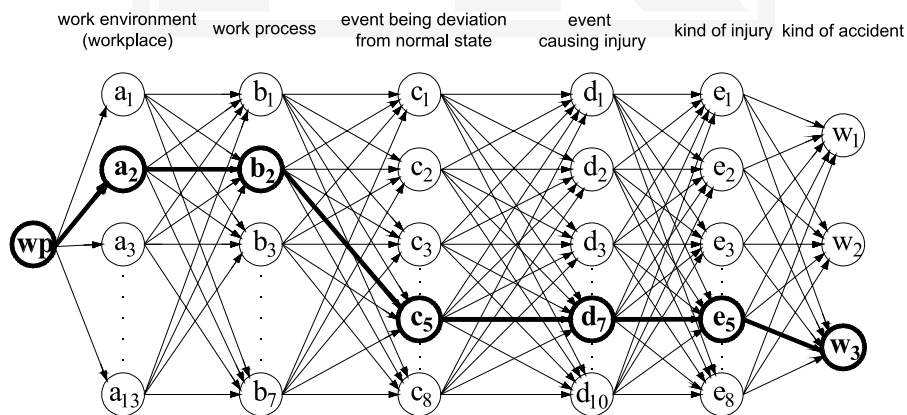 work environment
(workplace)
work process
event being deviation
from normal state
event
causing injury
kind of injury
kind of accident
a1 b1 c1 d1 e1
w1
a2 b2 c2 d2 e2
wp a3 b3 c3 d3 e3 w2
c5 d7 e5
w3
a13 b7 c8 d10 e8